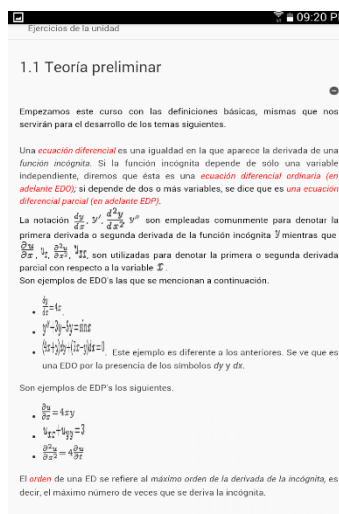 09:20 P
Ejercicios de la unidad
1.1 Teoría preliminar
Empezamos este curso con las definiciones básicas, mismas que nos
servirán para el desarrollo de los temas siguientes.
Una ecuación diferencial es una igualdad en la que aparece la derivada de una
función incógnita. Si la función incógnita depende de sólo una variable
independiente, diremos que ésta es una ecuación diferencial ordinaria (en
adelante EDO); si depende de dos o más variables, se dice que es una ecuación
diferencial parcial (en adelante EDP).
La notación dy/dx, y', d²y/dx² y'' son empleadas comunmente para denotar la
primera derivada o segunda derivada de la función incógnita y mientras que
∂u/∂x, uₓ, ∂²u/∂x², uₓₓ, son utilizadas para denotar la primera o segunda derivada
parcial con respecto a la variable x.
Son ejemplos de EDO's las que se mencionan a continuación.
• dy/dx=4x.
• y''+3y-5y=sinx
• Este ejemplo es diferente a los anteriores. Se ve que es
una EDO por la presencia de los símbolos dy y dx.
Son ejemplos de EDP's los siguientes.
• ∂u/∂x=4xy
• uₓₓ+u_yy=3
• ∂²u/∂x²=4∂u/∂t
El orden de una ED se refiere al máximo orden de la derivada de la incógnita, es
decir, el máximo número de veces que se deriva la incógnita.